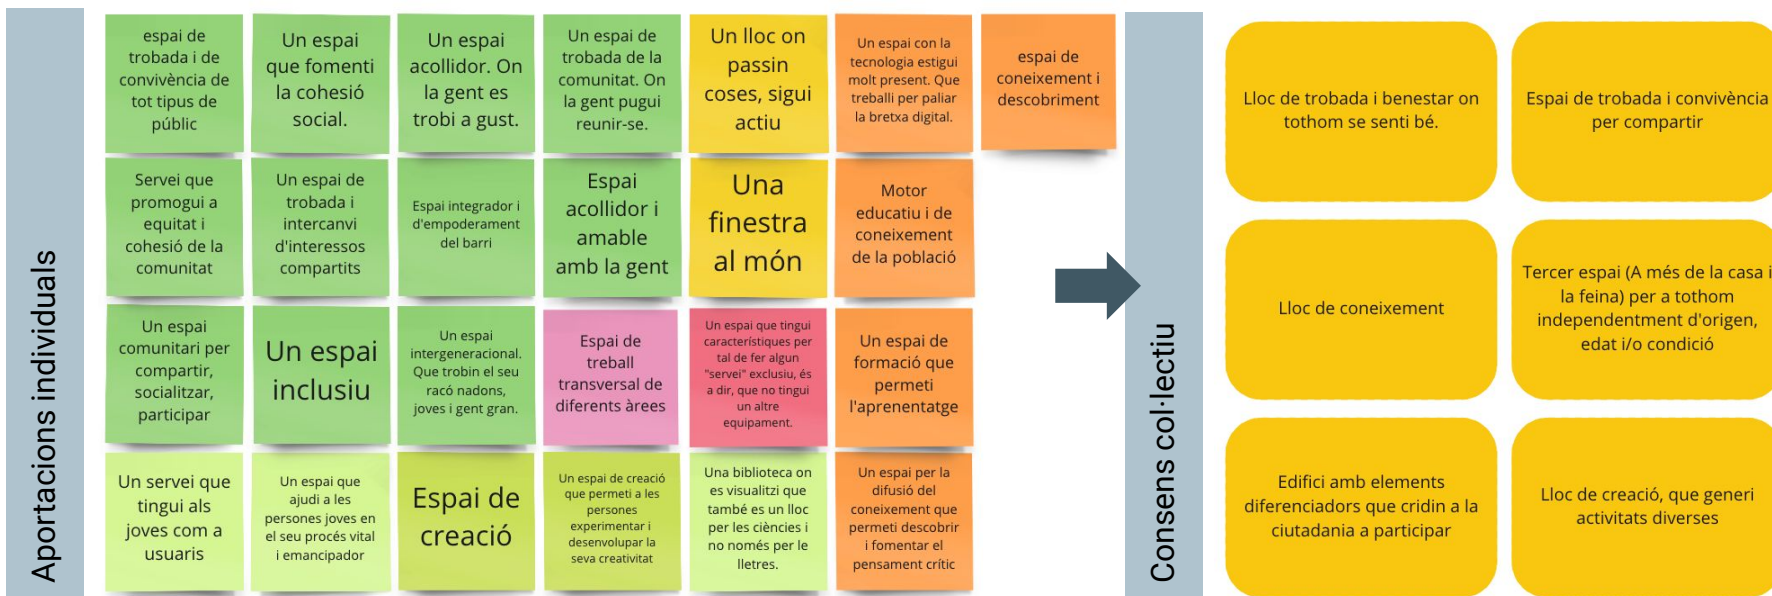 Aportacions individuals
espai de
trobada i de
convivència de
tot tipus de
públic
Un espai
que fomenti
la cohesió
social.
Un espai
acollidor. On
la gent es
trobi a gust.
Un espai de
trobada de la
comunitat. On
la gent pugui
reunir-se.
Un lloc on
passin
coses, sigui
actiu
Un espai con la
tecnologia estigui
molt present. Que
treballi per paliar
la bretxa digital.
espai de
coneixement i
descobriment
Servei que
promogui a
equitat i
cohesió de la
comunitat
Un espai de
trobada i
intercanvi
d'interessos
compartits
Espai integrador i
d'empoderament
del barri
Espai
acollidor i
amable
amb la gent
Una
finestra
al món
Motor
educatiu i de
coneixement
de la població
Un espai
comunitari per
compartir,
socialitzar,
participar
Un espai
inclusiu
Un espai
intergeneracional.
Que trobin el seu
racó nadons,
joves i gent gran.
Espai de
treball
transversal de
diferents àrees
Un espai que tingui
característiques per
tal de fer algun
"servei" exclusiu, és
a dir, que no tingui
un altre
equipament.
Un espai de
formació que
permeti
l'aprenentatge
Un servei que
tingui als
joves com a
usuaris
Un espai que
ajudi a les
persones joves en
el seu procés vital
i emancipador
Espai de
creació
Un espai de creació
que permeti a les
persones
experimentar i
desenvolupar la
seva creativitat
Una biblioteca on
es visualitzi que
també es un lloc
per les ciències i
no només per le
lletres.
Un espai per la
difusió del
coneixement que
permeti descobrir
i fomentar el
pensament crític
Consens col·lectiu
Lloc de trobada i benestar on
tothom se senti bé.
Espai de trobada i convivència
per compartir
Lloc de coneixement
Tercer espai (A més de la casa i
la feina) per a tothom
independentment d'origen,
edat i/o condició
Edifici amb elements
diferenciadors que cridin a la
ciutadania a participar
Lloc de creació, que generi
activitats diverses